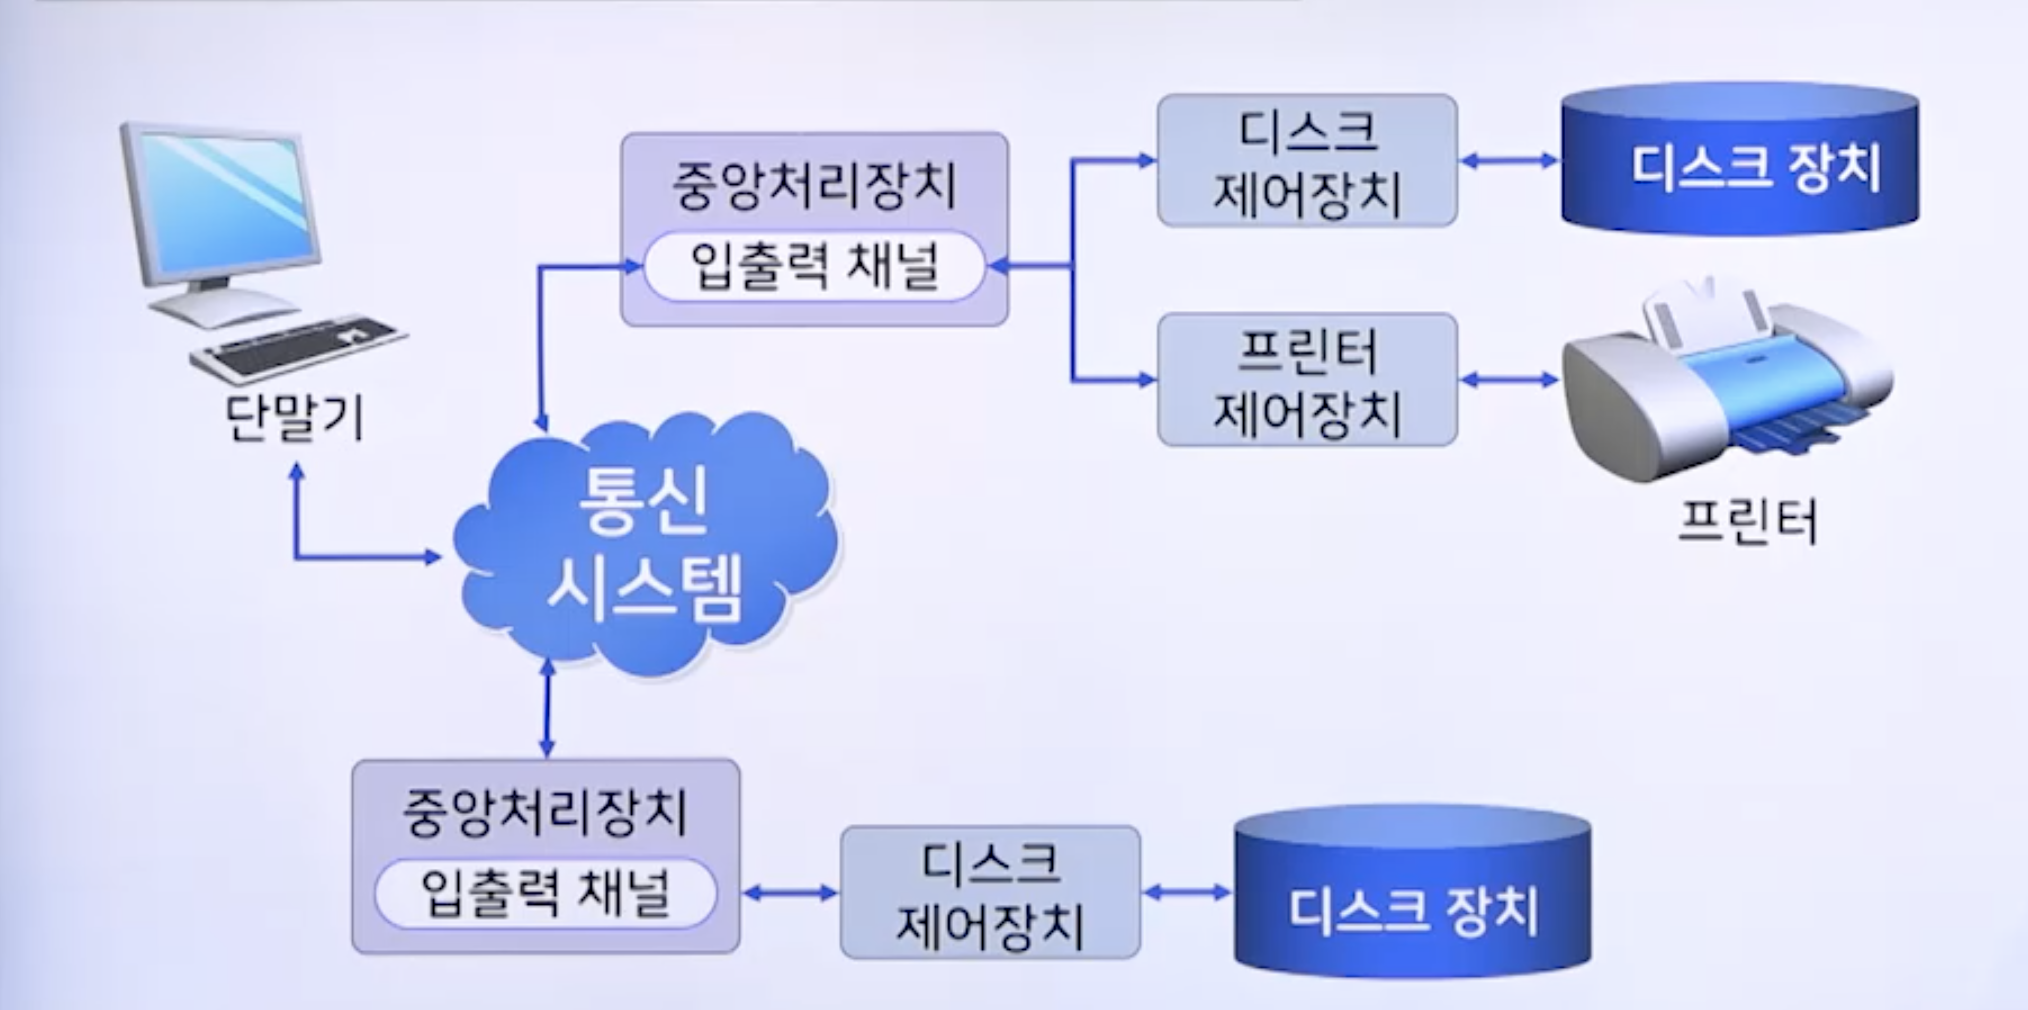 단말기
중앙처리장치
입출력 채널
디스크
제어장치
디스크 장치
프린터
제어장치
프린터
통신
시스템
중앙처리장치
입출력 채널
디스크
제어장치
디스크 장치